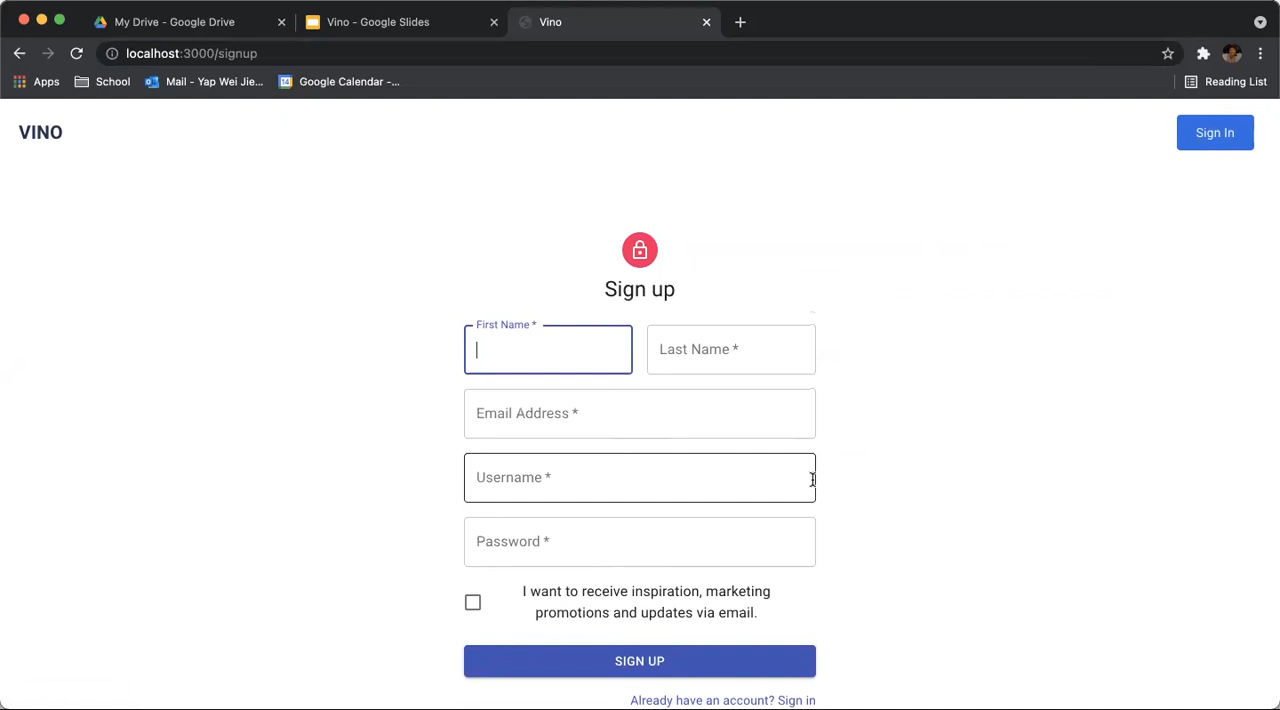 My Drive - Google Drive
Vino - Google Slides
Vino
localhost:3000/signup
Apps
School
Mail - Yap Wei Jie...
14
Google Calendar -...
Reading List
VINO
Sign In
Sign up
First Name *
Last Name *
Email Address *
Username *
Password *
I want to receive inspiration, marketing
promotions and updates via email.
SIGN UP
Already have an account? Sign in